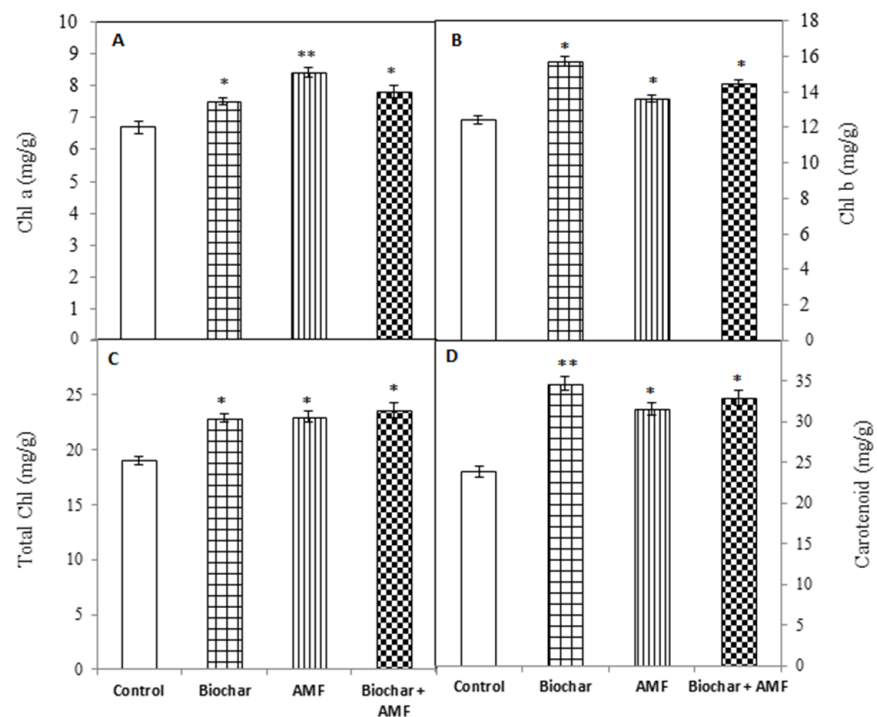 A
Chl a (mg/g)
10
9
8
7
6
5
4
3
2
1
0
*
**
*
B
Chl b (mg/g)
18
16
14
12
10
8
6
4
2
0
*
*
*
C
Total Chl (mg/g)
25
20
15
10
5
0
*
*
*
Control
Biochar
AMF
Biochar +
AMF
D
Carotenoid (mg/g)
35
30
25
20
15
10
5
0
**
*
*
Control
Biochar
AMF
Biochar + AMF